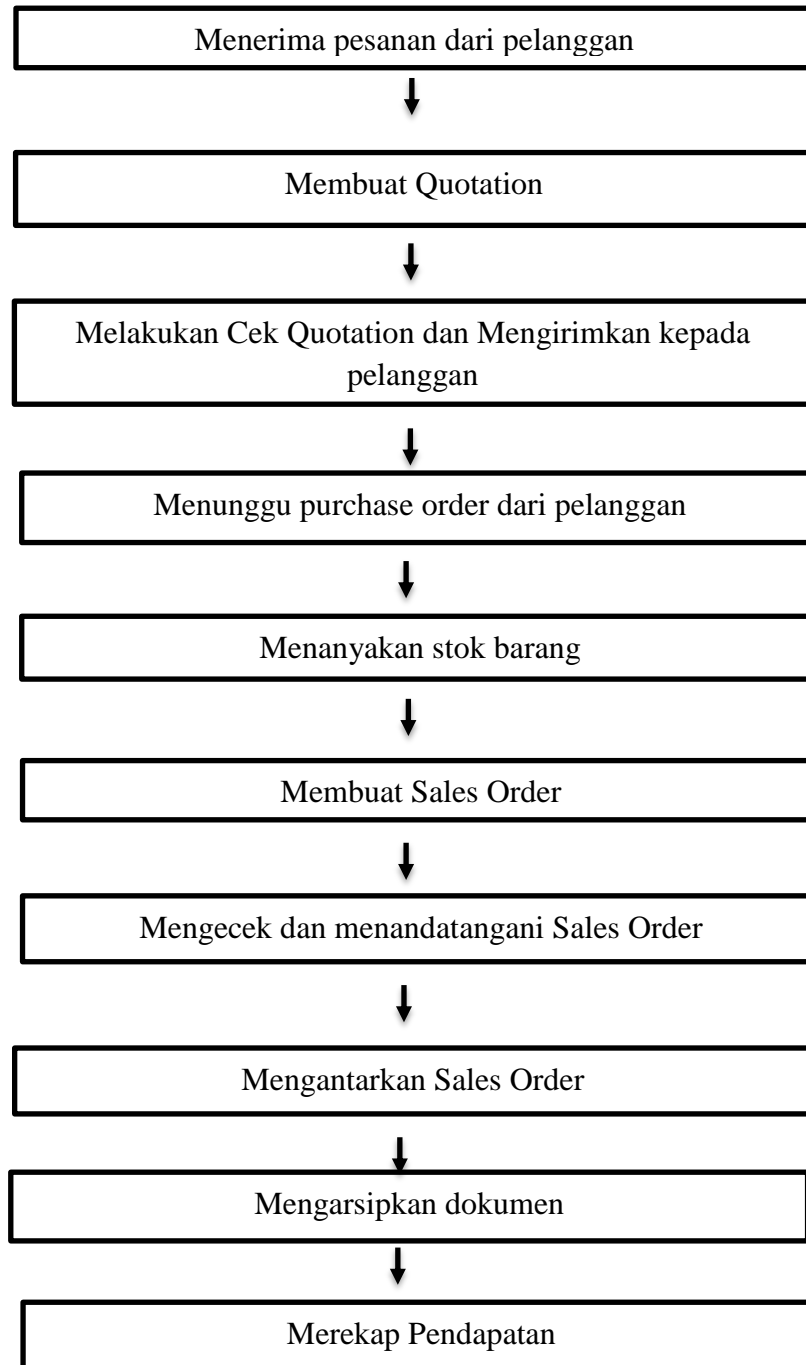 Menerima pesanan dari pelanggan
Membuat Quotation
Melakukan Cek Quotation dan Mengirimkan kepada
pelanggan
Menunggu purchase order dari pelanggan
Menanyakan stok barang
Membuat Sales Order
Mengecek dan menandatangani Sales Order
Mengantarkan Sales Order
Mengarsipkan dokumen
Merekap Pendapatan